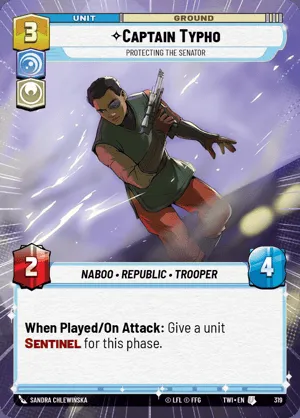 UNIT
GROUND
3
✧CAPTAIN TYPHO
PROTECTING THE SENATOR
2
4
NABOO • REPUBLIC • TROOPER
When Played/On Attack: Give a unit
SENTINEL for this phase.
SANDRA CHLEWIŃSKA
© LFL © FFG
TWI • EN
319